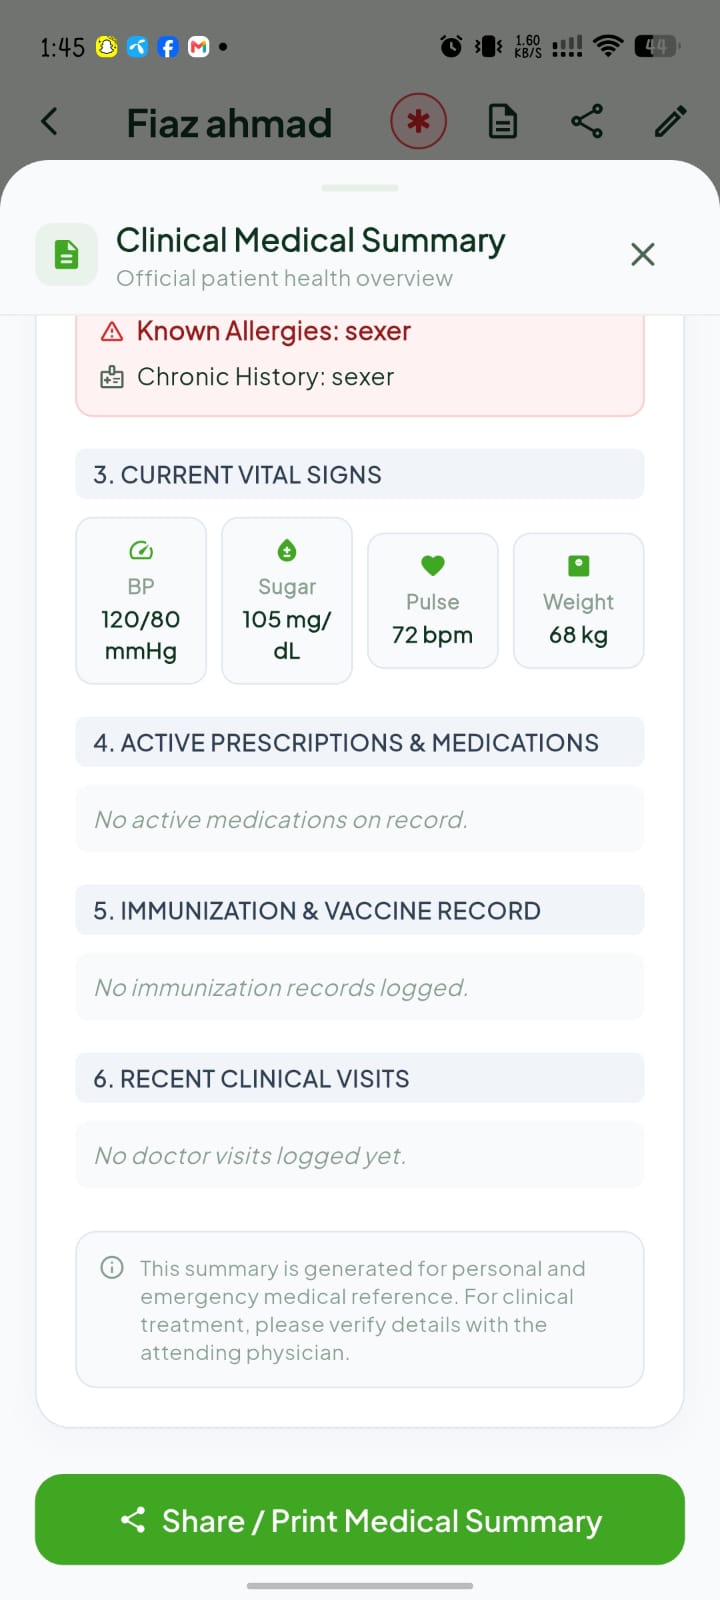 1:45
1.60
KB/S
44
Fiaz ahmad
Clinical Medical Summary
Official patient health overview
Known Allergies: sexer
Chronic History: sexer
3. CURRENT VITAL SIGNS
BP
120/80
mmHg
Sugar
105 mg/
dL
Pulse
72 bpm
Weight
68 kg
4. ACTIVE PRESCRIPTIONS & MEDICATIONS
No active medications on record.
5. IMMUNIZATION & VACCINE RECORD
No immunization records logged.
6. RECENT CLINICAL VISITS
No doctor visits logged yet.
This summary is generated for personal and
emergency medical reference. For clinical
treatment, please verify details with the
attending physician.
Share / Print Medical Summary